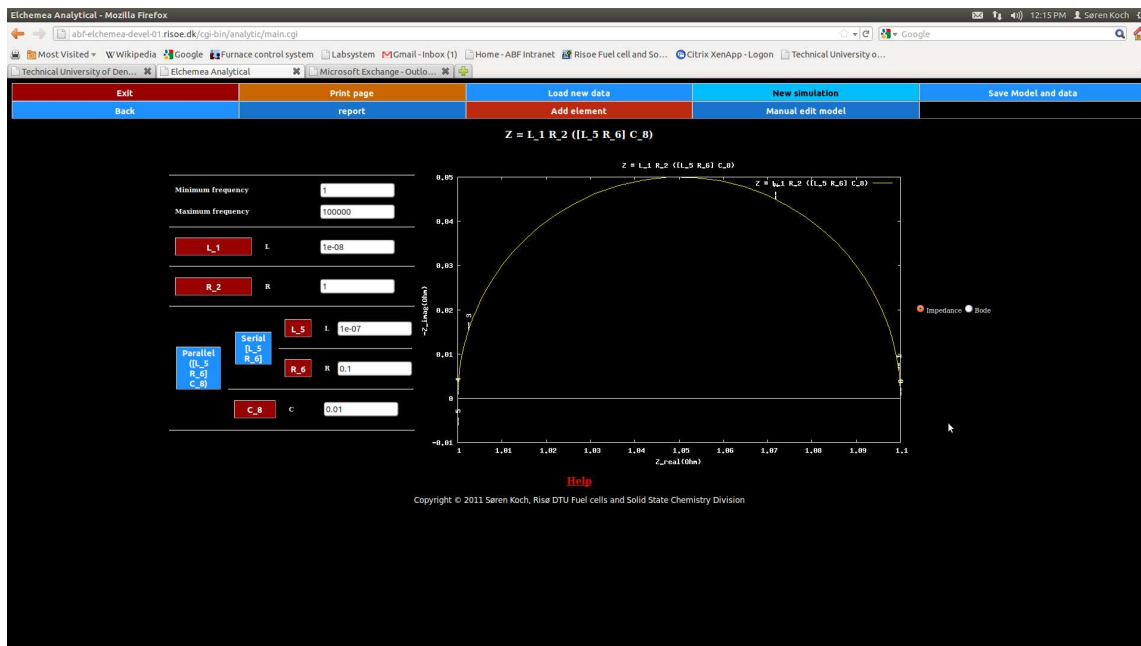 Elchemea Analytical - Mozilla Firefox
12:15 PM Søren Koch
abf-elchemea-devel-01.risoe.dk/cgi-bin/analytic/main.cgi
Google
Most Visited Wikipedia Google Furnace control system Labsystem Gmail - Inbox (1) Home - ABF Intranet Risoe Fuel cell and So... Citrix XenApp - Logon Technical University o...
Technical University of Den... Elchemea Analytical Microsoft Exchange - Outlo...
Exit Print page Load new data New simulation Save Model and data
Back report Add element Manual edit model
Z = L_1 R_2 ([L_5 R_6] C_8)
Z = L_1 R_2 ([L_5 R_6] C_8)
Z = L_1 R_2 ([L_5 R_6] C_8)
Minimum frequency 1
Maximum frequency 100000
L_1 L 1e-08
R_2 R 1
Parallel
([L_5
R_6]
C_8)
Serial
[L_5
R_6]
L_5 L 1e-07
R_6 R 0.1
C_8 C 0.01
-Z_imag(Ohm)
0.05
0.04
0.03
0.02
0.01
0
-0.01
3
4
5
0
1 1.01 1.02 1.03 1.04 1.05 1.06 1.07 1.08 1.09 1.1
Z_real(Ohm)
Impedance Bode
Help
Copyright © 2011 Søren Koch, Risø DTU Fuel cells and Solid State Chemistry Division